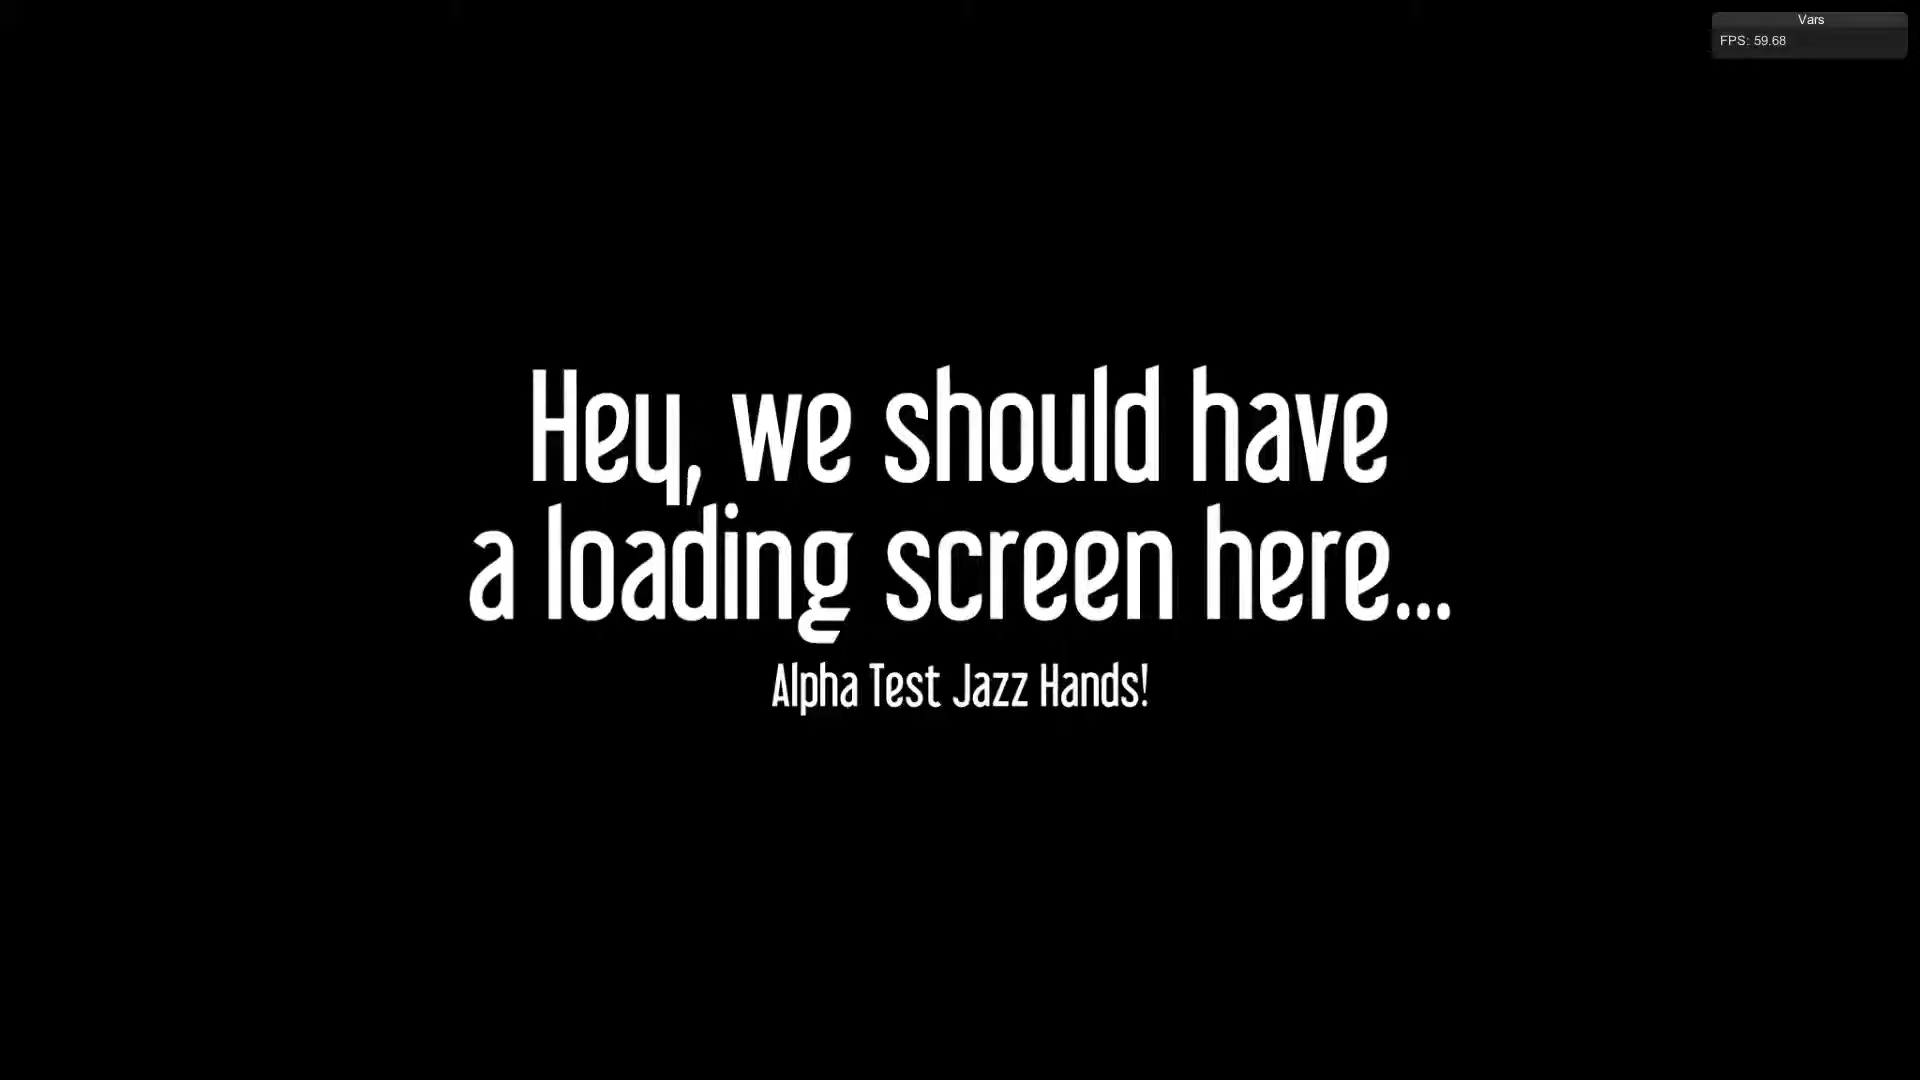 Vars
FPS: 59.68
Hey, we should have
a loading screen here...
Alpha Test Jazz Hands!